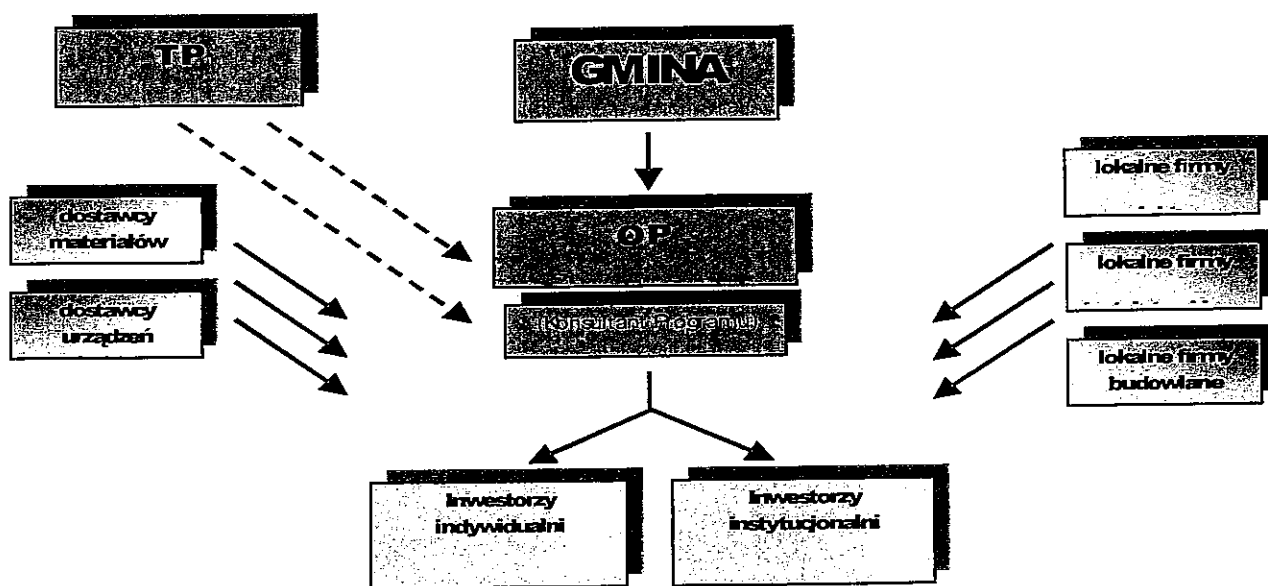 TP
GMINA
lokalne firmy
dostawcy
materiałów
OP
lokalne firmy
(Konsultant Programu)
dostawcy
urządzeń
lokalne firmy
budowlane
Inwestorzy
indywidualni
Inwestorzy
instytucjonalni